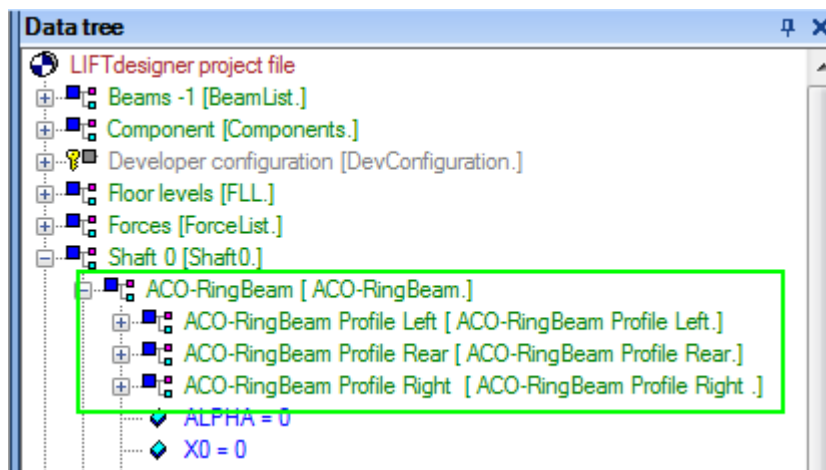 Data tree
LIFTdesigner project file
Beams -1 [BeamList.]
Component [Components.]
Developer configuration [DevConfiguration.]
Floor levels [FLL.]
Forces [ForceList.]
Shaft 0 [Shaft0.]
ACO-RingBeam [ ACO-RingBeam.]
ACO-RingBeam Profile Left [ ACO-RingBeam Profile Left.]
ACO-RingBeam Profile Rear [ ACO-RingBeam Profile Rear.]
ACO-RingBeam Profile Right  [ ACO-RingBeam Profile Right .]
ALPHA = 0
X0 = 0